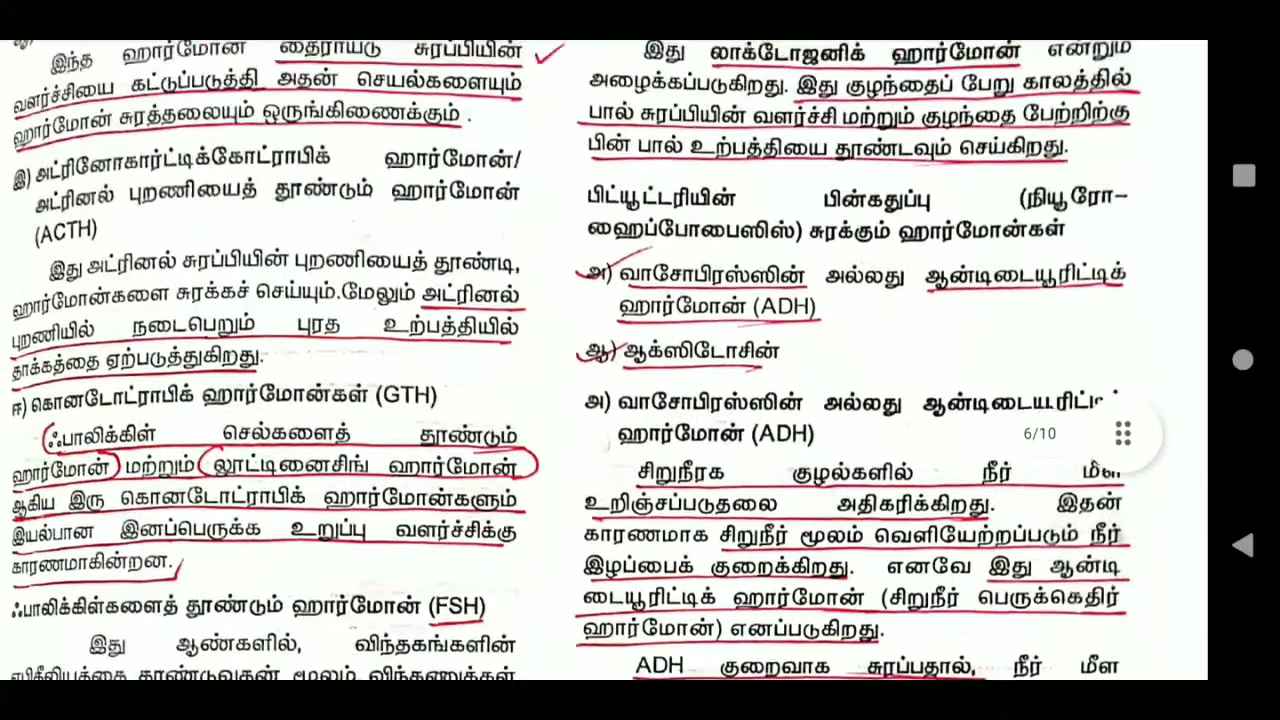 இந்த ஹார்மோன் தைராய்டு சுரப்பியின்
வளர்ச்சியை கட்டுப்படுத்தி அதன் செயல்களையும்
ஹார்மோன் சுரத்தலையும் ஒருங்கிணைக்கும் .
இ) அட்ரினோகார்ட்டிக்கோட்ராபிக் ஹார்மோன்/
அட்ரினல் புறணியைத் தூண்டும் ஹார்மோன்
(ACTH)
இது அட்ரினல் சுரப்பியின் புறணியைத் தூண்டி,
ஹார்மோன்களை சுரக்கச் செய்யும்.மேலும் அட்ரினல்
புறணியில் நடைபெறும் புரத உற்பத்தியில்
தாக்கத்தை ஏற்படுத்துகிறது.
ஈ) கொனடோட்ராபிக் ஹார்மோன்கள் (GTH)
ஃபாலிக்கிள் செல்களைத் தூண்டும்
ஹார்மோன் மற்றும் லூட்டினைசிங் ஹார்மோன்
ஆகிய இரு கொனடோட்ராபிக் ஹார்மோன்களும்
இயல்பான இனப்பெருக்க உறுப்பு வளர்ச்சிக்கு
காரணமாகின்றன.
ஃபாலிக்கிள்களைத் தூண்டும் ஹார்மோன் (FSH)
இது ஆண்களில், விந்தகங்களின்
மூலம் விந்தணுக்கள்
இது லாக்டோஜனிக் ஹார்மோன் என்றும்
அழைக்கப்படுகிறது. இது குழந்தைப் பேறு காலத்தில்
பால் சுரப்பியின் வளர்ச்சி மற்றும் குழந்தை பேற்றிற்கு
பின் பால் உற்பத்தியை தூண்டவும் செய்கிறது.
பிட்யூட்டரியின் பின்கதுப்பு (நியூரோ-
ஹைப்போபைஸிஸ்) சுரக்கும் ஹார்மோன்கள்
அ) வாசோபிரஸ்ஸின் அல்லது ஆன்டிடையூரிட்டிக்
ஹார்மோன் (ADH)
ஆ) ஆக்ஸிடோசின்
அ) வாசோபிரஸ்ஸின் அல்லது
ஹார்மோன் (ADH)
6/10
சிறுநீரக குழல்களில் நீர் மீள
உறிஞ்சப்படுதலை அதிகரிக்கிறது. இதன்
காரணமாக சிறுநீர் மூலம் வெளியேற்றப்படும் நீர்
இழப்பைக் குறைக்கிறது. எனவே இது ஆன்டி
டையூரிட்டிக் ஹார்மோன் (சிறுநீர் பெருக்கெதிர்
ஹார்மோன்) எனப்படுகிறது.
ADH குறைவாக சுரப்பதால், நீர் மீள